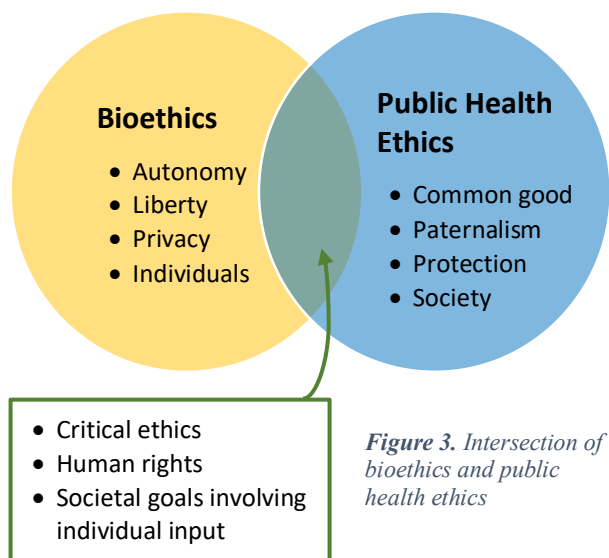 Bioethics
• Autonomy
• Liberty
• Privacy
• Individuals
Public Health
Ethics
• Common good
• Paternalism
• Protection
• Society
• Critical ethics
• Human rights
• Societal goals involving
individual input
Figure 3. Intersection of
bioethics and public
health ethics